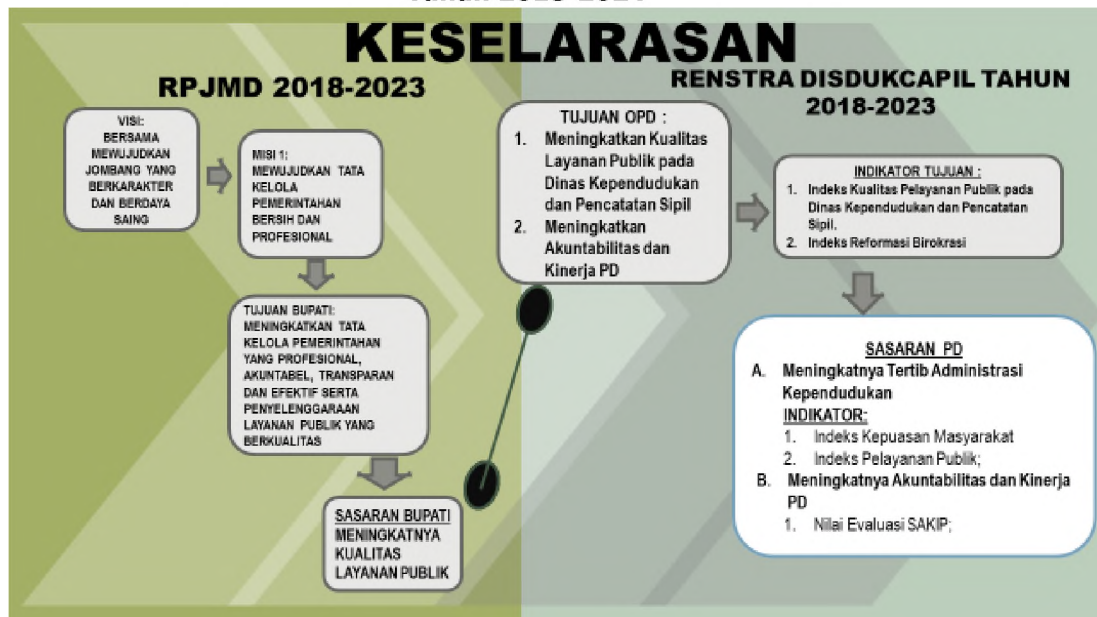 KESELARASAN
RPJMD 2018-2023
RENSTRA DISDUKCAPIL TAHUN
2018-2023
VISI:
BERSAMA
MEWUJUDKAN
JOMBANG YANG
BERKARAKTER
DAN BERDAYA
SAING
MISI 1:
MEWUJUDKAN TATA
KELOLA
PEMERINTAHAN
BERSIH DAN
PROFESIONAL
TUJUAN BUPATI:
MENINGKATKAN TATA
KELOLA PEMERINTAHAN
YANG PROFESIONAL,
AKUNTABEL, TRANSPARAN
DAN EFEKTIF SERTA
PENYELENGGARAAN
LAYANAN PUBLIK YANG
BERKUALITAS
SASARAN BUPATI
MENINGKATNYA
KUALITAS
LAYANAN PUBLIK
TUJUAN OPD :
1. Meningkatkan Kualitas
Layanan Publik pada
Dinas Kependudukan
dan Pencatatan Sipil
2. Meningkatkan
Akuntabilitas dan
Kinerja PD
INDIKATOR TUJUAN :
1. Indeks Kualitas Pelayanan Publik pada
Dinas Kependudukan dan Pencatatan
Sipil.
2. Indeks Reformasi Birokrasi
SASARAN PD
A. Meningkatnya Tertib Administrasi
Kependudukan
INDIKATOR:
1. Indeks Kepuasan Masyarakat
2. Indeks Pelayanan Publik;
B. Meningkatnya Akuntabilitas dan Kinerja
PD
1. Nilai Evaluasi SAKIP;